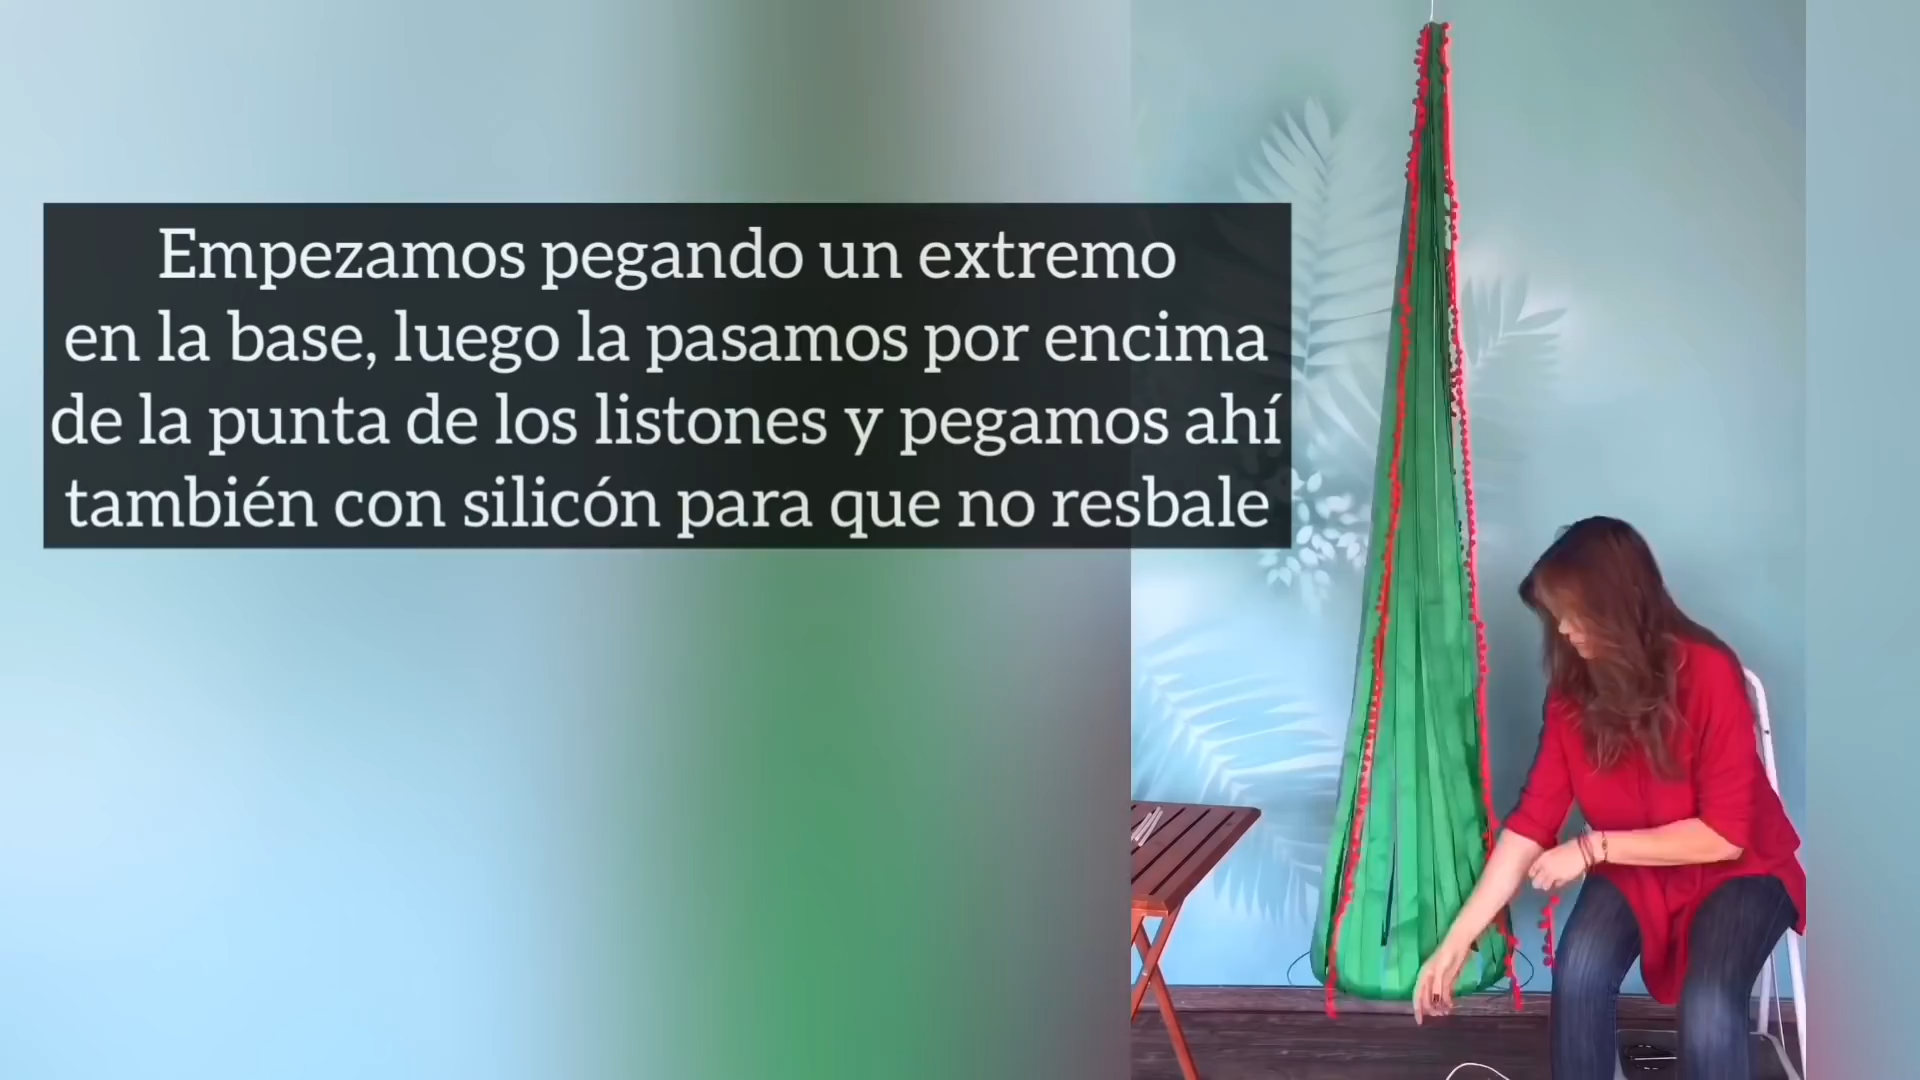 Empezamos pegando un extremo
en la base, luego la pasamos por encima
de la punta de los listones y pegamos ahí
también con silicón para que no resbale